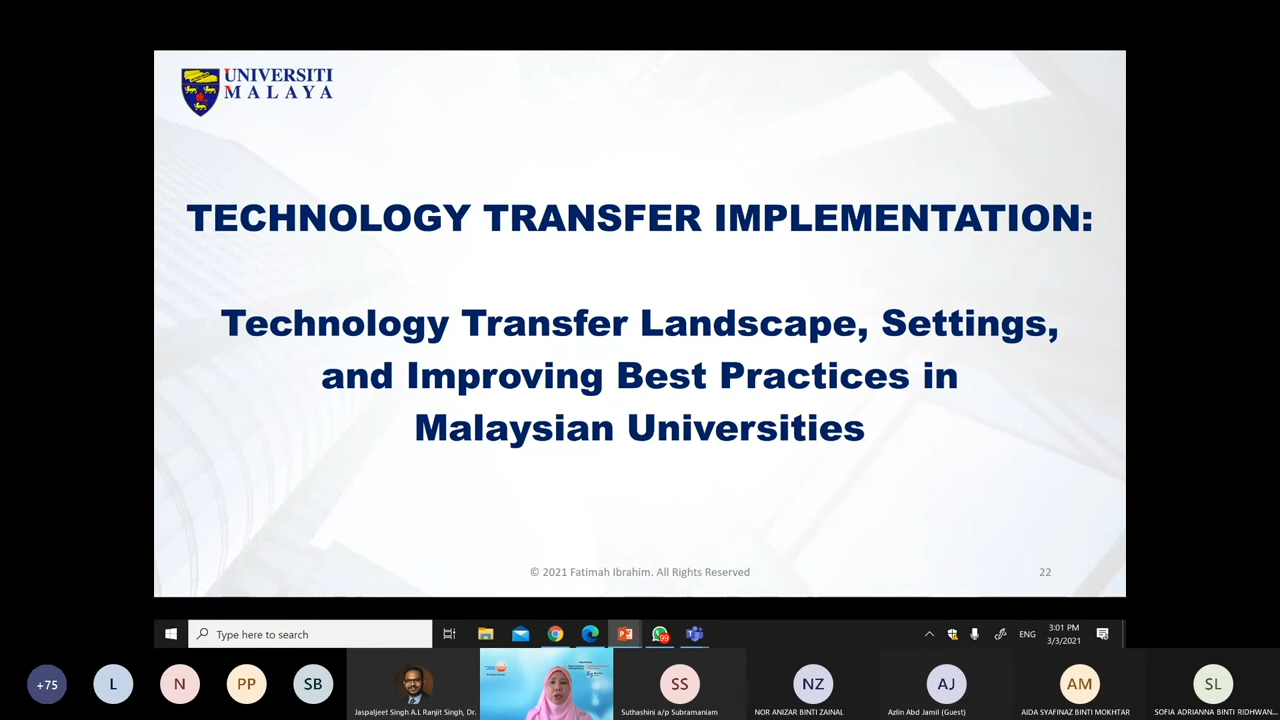 UNIVERSITI
MALAYA
TECHNOLOGY TRANSFER IMPLEMENTATION:
Technology Transfer Landscape, Settings,
and Improving Best Practices in
Malaysian Universities
© 2021 Fatimah Ibrahim. All Rights Reserved
22
Type here to search
99
ENG
3:01 PM
3/3/2021
+75
L
N
PP
SB
SS
NZ
AJ
AM
SL
Jaspaljeet Singh A.L Ranjit Singh, Dr.
Suthashini a/p Subramaniam
NOR ANIZAR BINTI ZAINAL
Azlin Abd Jamil (Guest)
AIDA SYAFINAZ BINTI MOKHTAR
SOFIA ADRIANNA BINTI RIDHWAN...